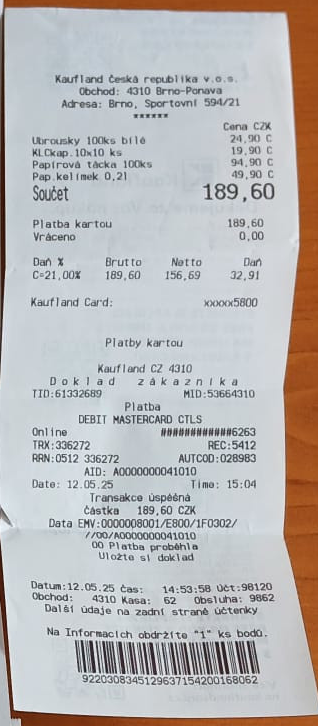 Kaufland Česká republika v.o.s.
Obchod: 4310 Brno-Ponava
Adresa: Brno, Sportovní 594/21
******
Cena CZK
Ubrousky 100ks bílé 24,90 C
KLCkap.10x10 ks 19,90 C
Papírová tácka 100ks 94,90 C
Pap.kelímek 0,2l 49,90 C
Součet 189,60
Platba kartou 189,60
Vráceno 0,00
Daň % Brutto Netto Daň
C=21,00% 189,60 156,69 32,91
Kaufland Card: xxxxx5800
Platby kartou
Kaufland CZ 4310
Doklad zákazníka
TID:61332689 MID:53664310
Platba
DEBIT MASTERCARD CTLS
Online ############6263
TRX:336272 REC:5412
RRN:0512 336272 AUTCOD:028983
AID: A0000000041010
Date: 12.05.25 Time: 15:04
Transakce úspěšná
Částka 189,60 CZK
Data EMV:0000008001/E800/1F0302/
//00/A0000000041010
00 Platba proběhla
Uložte si doklad
Datum:12.05.25 Čas: 14:53:58 Účt:98120
Obchod: 4310 Kasa: 62 Obsluha: 9862
Další údaje na zadní straně účtenky
Na Informacích obdržíte "1" ks bodů.
9220308345129637154200168062